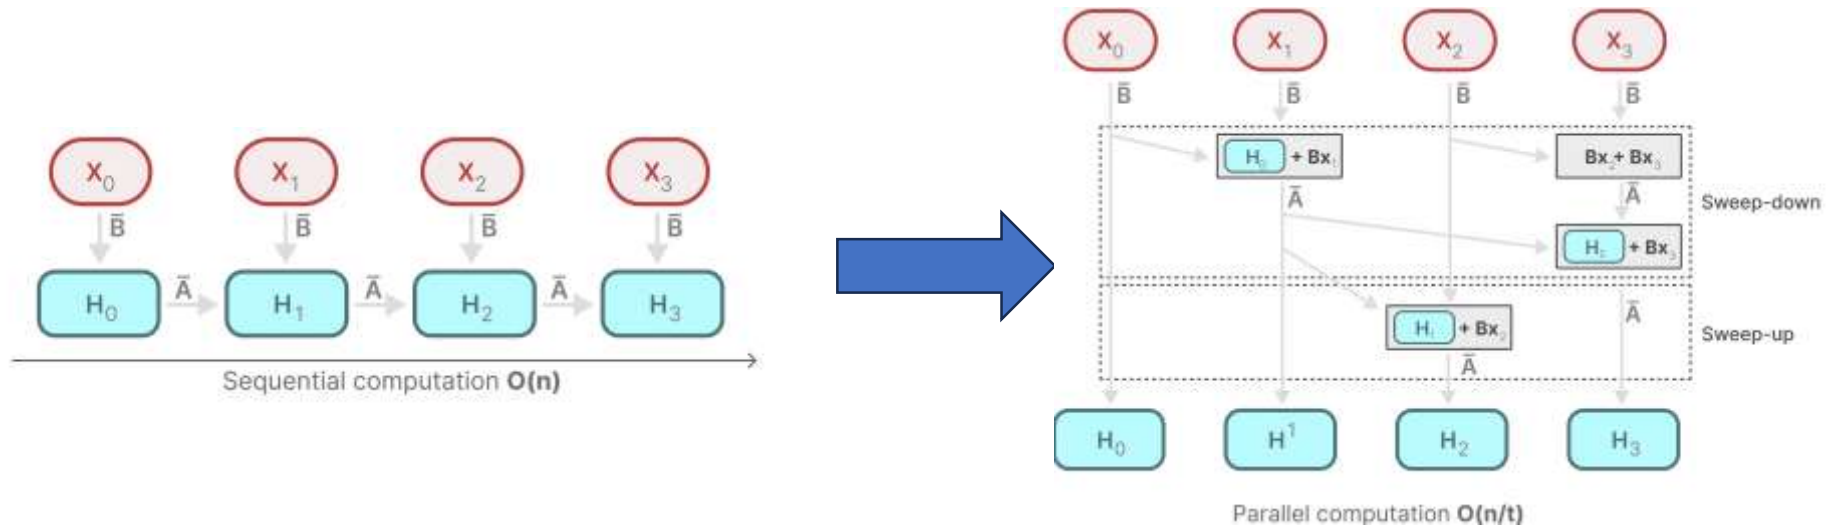 X₀ X₁ X₂ X₃
B̄ B̄ B̄ B̄
H₀ Ā H₁ Ā H₂ Ā H₃
Sequential computation O(n)
X₀ X₁ X₂ X₃
B̄ B̄ B̄ B̄
H₀ + Bx₁ Bx₂+ Bx₃
Ā Ā
Sweep-down
+ Bx₃
H₁ + Bx₂ Ā
Sweep-up
Ā
H₀ H¹ H₂ H₃
Parallel computation O(n/t)